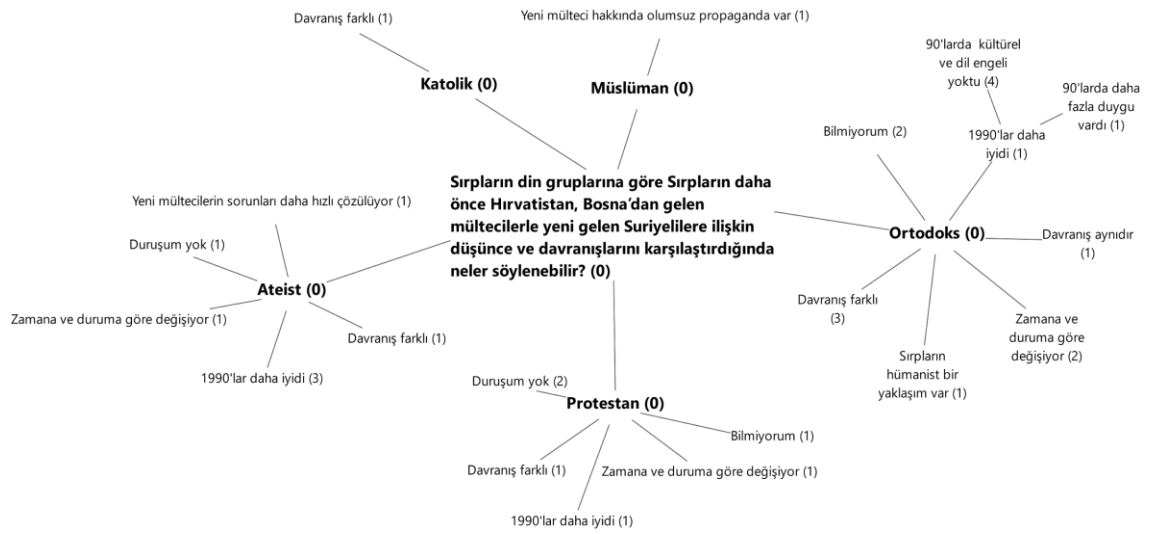 Davranış farklı (1)
Yeni mülteci hakkında olumsuz propaganda var (1)
Katolik (0)
Müslüman (0)
90'larda kültürel
ve dil engeli
yoktu (4)
90'larda daha
fazla duygu
vardı (1)
Bilmiyorum (2)
1990'lar daha
iyidi (1)
Sırpların din gruplarına göre Sırpların daha
önce Hırvatistan, Bosna'dan gelen
mültecilerle yeni gelen Suriyelilere ilişkin
düşünce ve davranışlarını karşılaştırdığında
neler söylenebilir? (0)
Ortodoks (0)
Davranış aynıdır
(1)
Davranış farklı
(3)
Sırpların
hümanist bir
yaklaşım var (1)
Zamana ve
duruma göre
değişiyor (2)
Yeni mültecilerin sorunları daha hızlı çözülüyor (1)
Duruşum yok (1)
Ateist (0)
Zamana ve duruma göre değişiyor (1)
Davranış farklı (1)
1990'lar daha iyidi (3)
Duruşum yok (2)
Protestan (0)
Bilmiyorum (1)
Davranış farklı (1)
Zamana ve duruma göre değişiyor (1)
1990'lar daha iyidi (1)